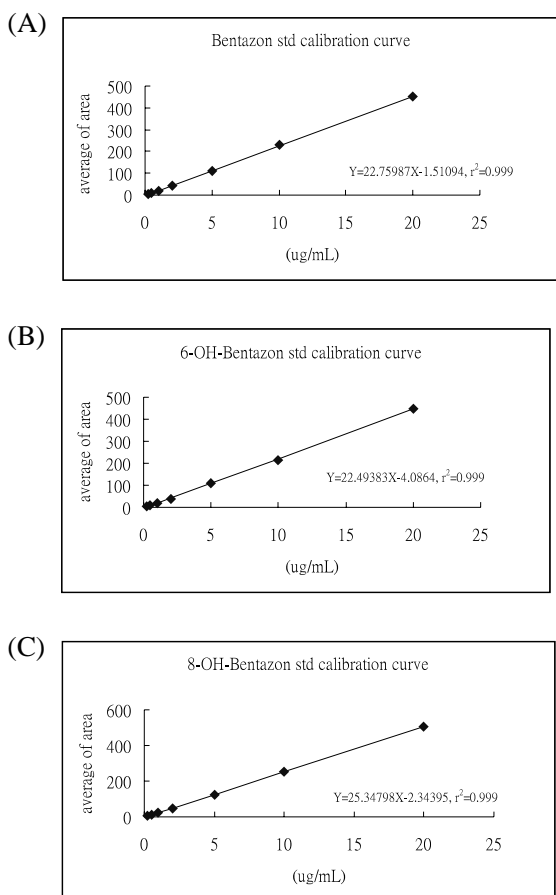 (A)
Bentazon std calibration curve
average of area
500
400
300
200
100
0
Y=22.75987X-1.51094, r²=0.999
0 5 10 15 20 25
(ug/mL)
(B)
6-OH-Bentazon std calibration curve
average of area
500
400
300
200
100
0
Y=22.49383X-4.0864, r²=0.999
0 5 10 15 20 25
(ug/mL)
(C)
8-OH-Bentazon std calibration curve
average of area
600
400
200
0
Y=25.34798X-2.34395, r²=0.999
0 5 10 15 20 25
(ug/mL)